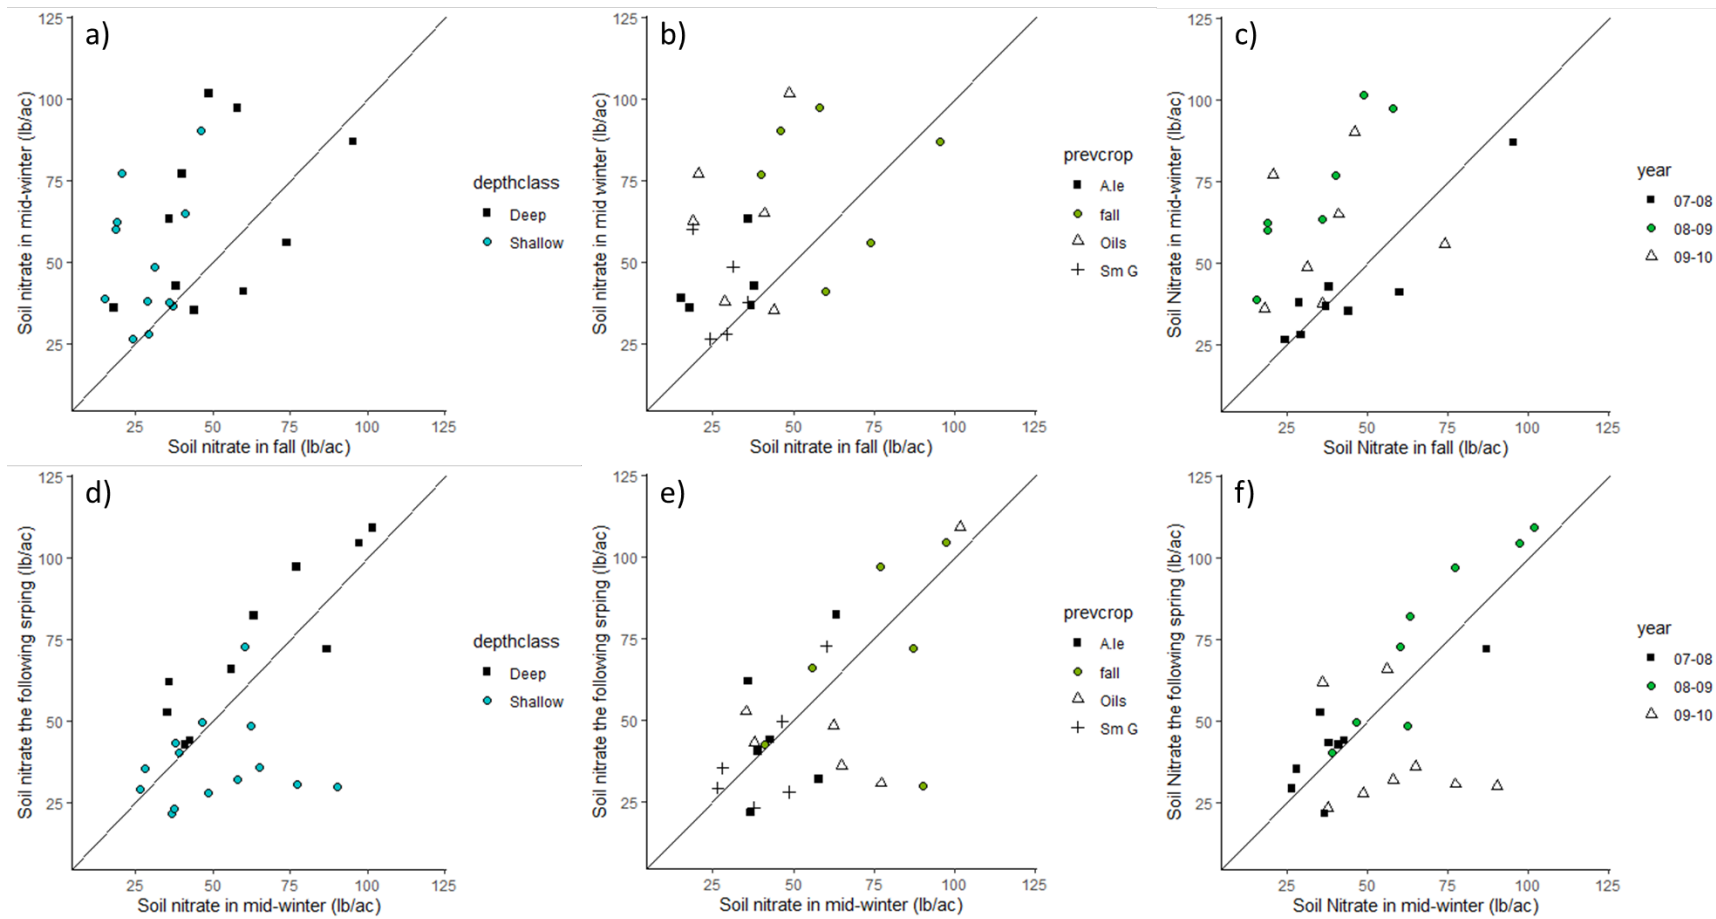 a)
125
100
75
50
25
Soil nitrate in mid-winter (lb/ac)
25 50 75 100 125
Soil nitrate in fall (lb/ac)
depthclass
Deep
Shallow
b)
125
100
75
50
25
Soil nitrate in mid winter (lb/ac)
25 50 75 100 125
Soil nitrate in fall (lb/ac)
prevcrop
A.le
fall
Oils
Sm G
c)
125
100
75
50
25
Soil Nitrate in mid-winter (lb/ac)
25 50 75 100 125
Soil Nitrate in fall (lb/ac)
year
07-08
08-09
09-10
d)
125
100
75
50
25
Soil nitrate the following srping (lb/ac)
25 50 75 100 125
Soil nitrate in mid-winter (lb/ac)
depthclass
Deep
Shallow
e)
125
100
75
50
25
Soil nitrate the following srping (lb/ac)
25 50 75 100 125
Soil nitrate in mid-winter (lb/ac)
prevcrop
A.le
fall
Oils
Sm G
f)
125
100
75
50
25
Soil Nitrate the following spring (lb/ac)
25 50 75 100 125
Soil Nitrate in mid-winter (lb/ac)
year
07-08
08-09
09-10